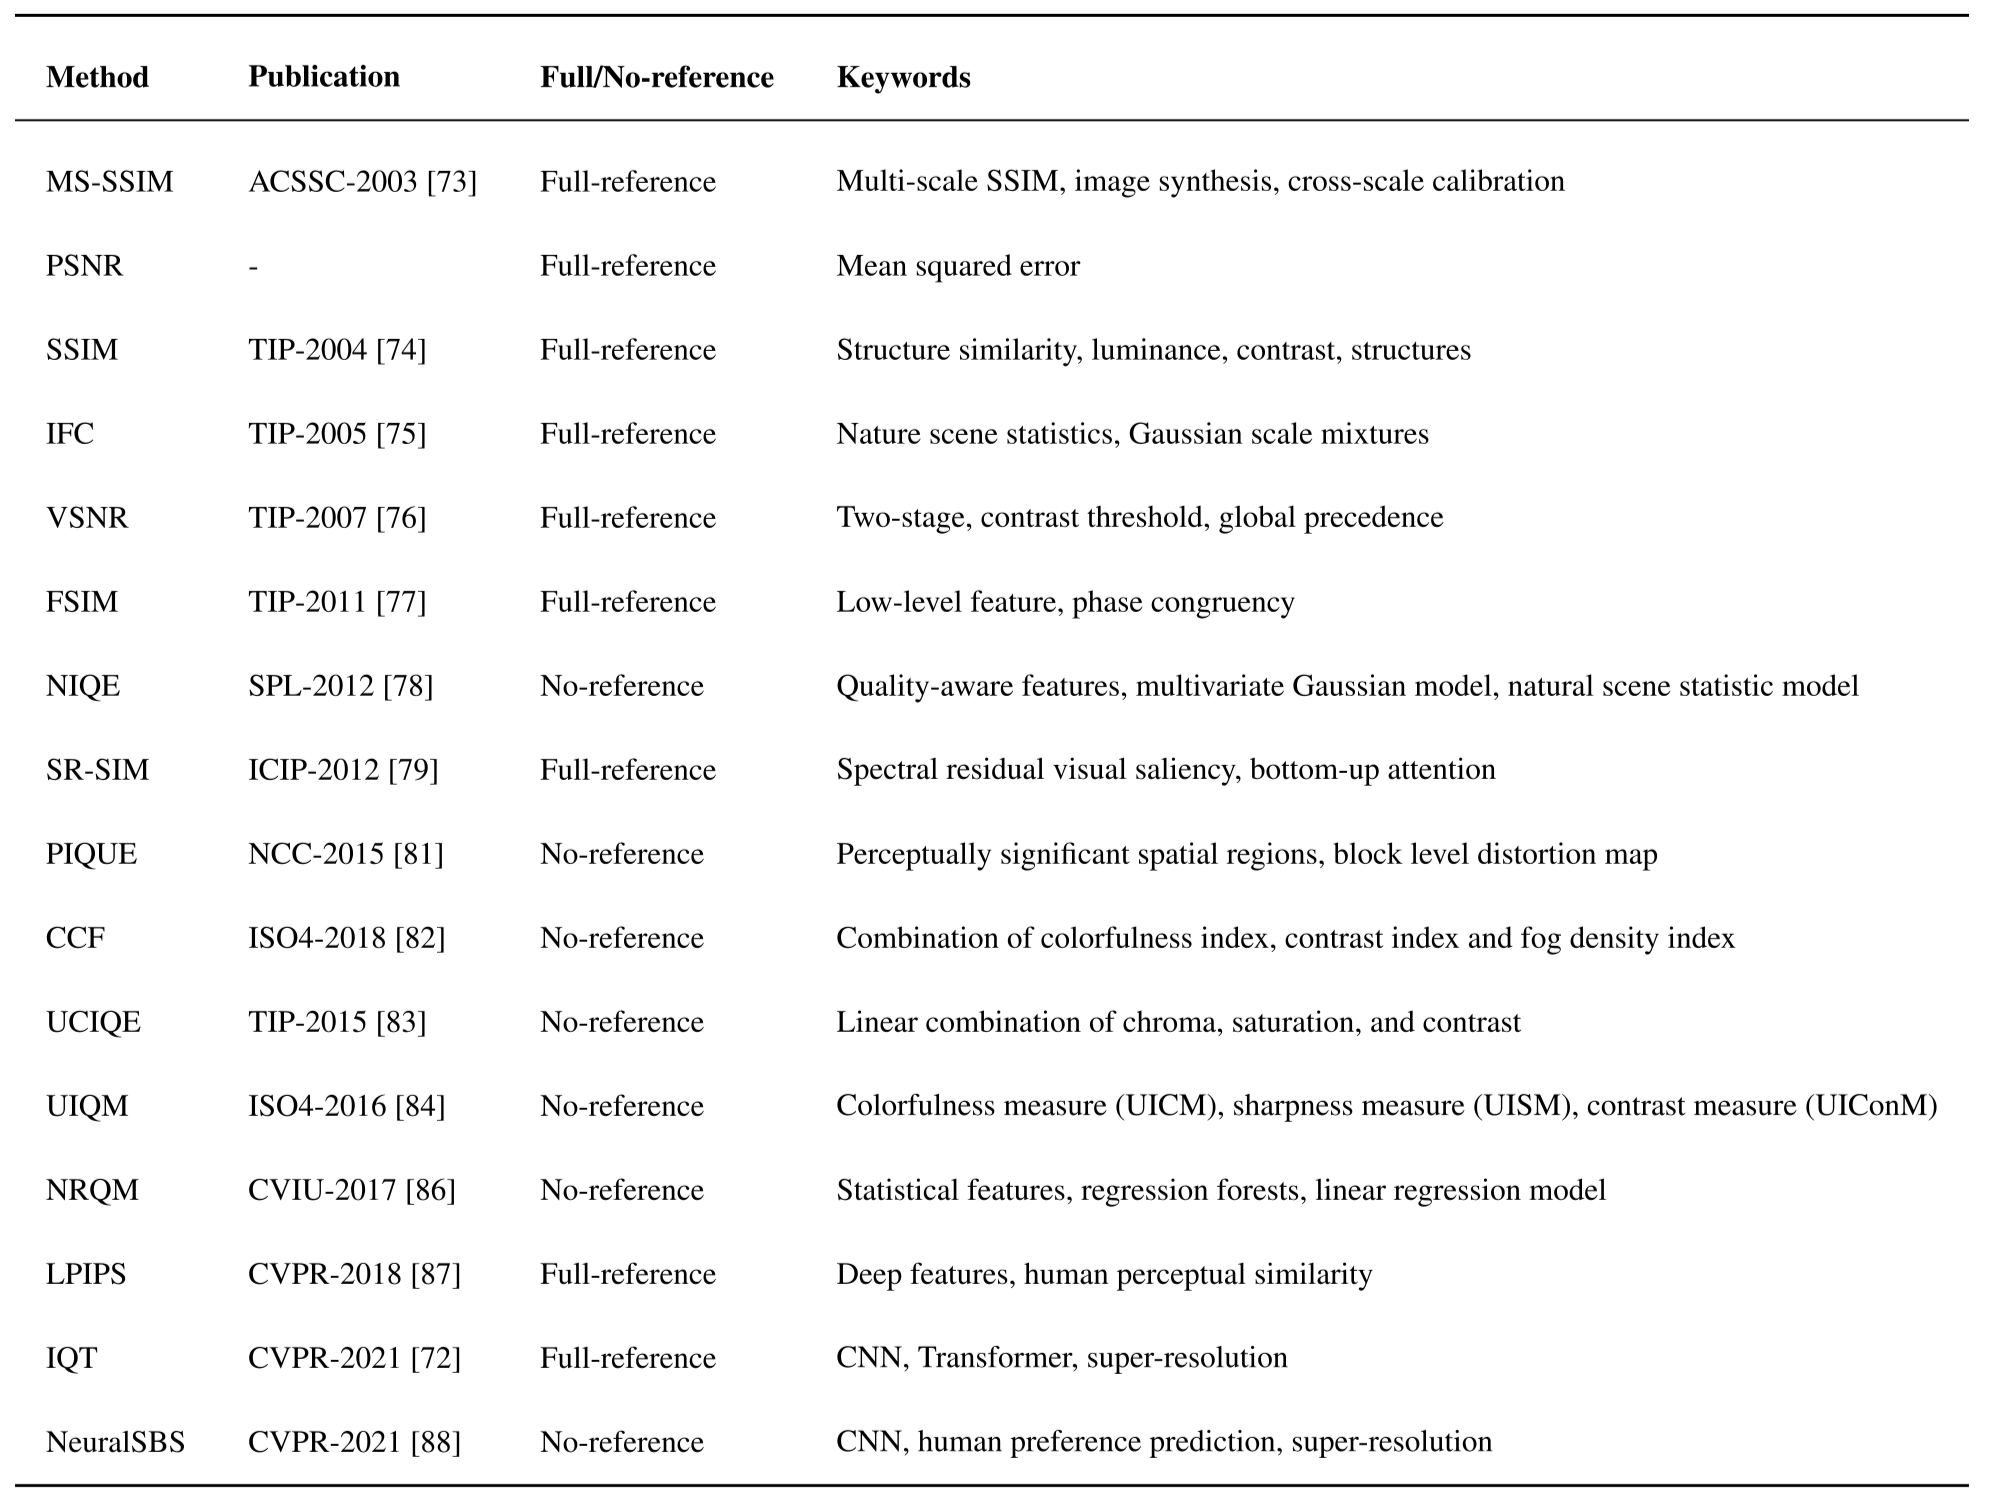 Method Publication Full/No-reference Keywords
MS-SSIM ACSSC-2003 [73] Full-reference Multi-scale SSIM, image synthesis, cross-scale calibration
PSNR - Full-reference Mean squared error
SSIM TIP-2004 [74] Full-reference Structure similarity, luminance, contrast, structures
IFC TIP-2005 [75] Full-reference Nature scene statistics, Gaussian scale mixtures
VSNR TIP-2007 [76] Full-reference Two-stage, contrast threshold, global precedence
FSIM TIP-2011 [77] Full-reference Low-level feature, phase congruency
NIQE SPL-2012 [78] No-reference Quality-aware features, multivariate Gaussian model, natural scene statistic model
SR-SIM ICIP-2012 [79] Full-reference Spectral residual visual saliency, bottom-up attention
PIQUE NCC-2015 [81] No-reference Perceptually significant spatial regions, block level distortion map
CCF ISO4-2018 [82] No-reference Combination of colorfulness index, contrast index and fog density index
UCIQE TIP-2015 [83] No-reference Linear combination of chroma, saturation, and contrast
UIQM ISO4-2016 [84] No-reference Colorfulness measure (UICM), sharpness measure (UISM), contrast measure (UIConM)
NRQM CVIU-2017 [86] No-reference Statistical features, regression forests, linear regression model
LPIPS CVPR-2018 [87] Full-reference Deep features, human perceptual similarity
IQT CVPR-2021 [72] Full-reference CNN, Transformer, super-resolution
NeuralSBS CVPR-2021 [88] No-reference CNN, human preference prediction, super-resolution